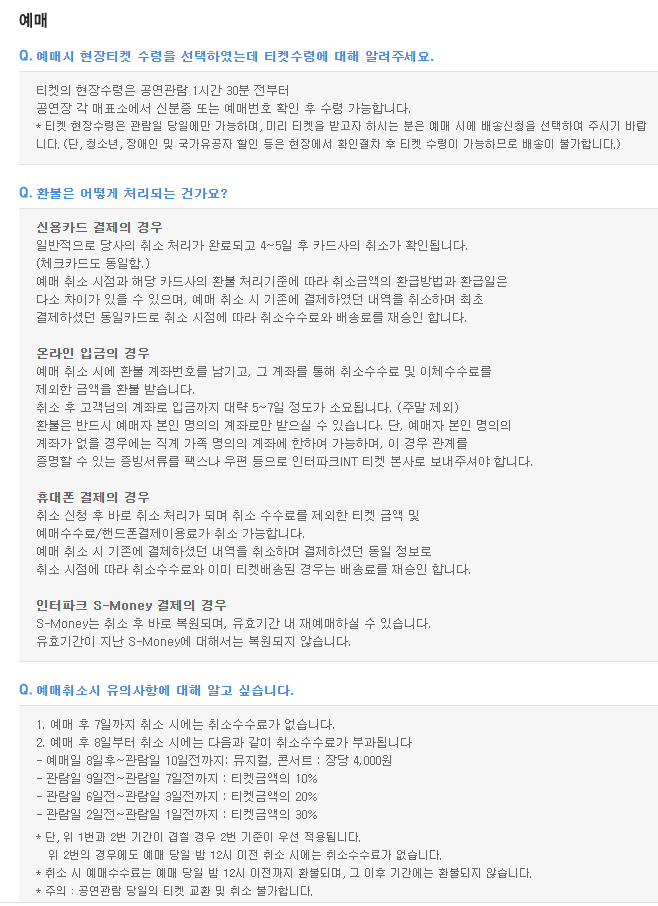 예매
Q. 예매시 현장티켓 수령을 선택하였는데 티켓수령에 대해 알려주세요.
티켓의 현장수령은 공연관람 1시간 30분 전부터
공연장 각 매표소에서 신분증 또는 예매번호 확인 후 수령 가능합니다.
* 티켓 현장수령은 관람일 당일에만 가능하며, 미리 티켓을 받고자 하시는 분은 예매 시에 배송신청을 선택하여 주시기 바랍
니다. (단, 청소년, 장애인 및 국가유공자 할인 등은 현장에서 확인절차 후 티켓 수령이 가능하므로 배송이 불가합니다.)
Q. 환불은 어떻게 처리되는 건가요?
신용카드 결제의 경우
일반적으로 당사의 취소 처리가 완료되고 4~5일 후 카드사의 취소가 확인됩니다.
(체크카드도 동일함.)
예매 취소 시점과 해당 카드사의 환불 처리기준에 따라 취소금액의 환급방법과 환급일은
다소 차이가 있을 수 있으며, 예매 취소 시 기존에 결제하였던 내역을 취소하며 최초
결제하셨던 동일카드로 취소 시점에 따라 취소수수료와 배송료를 재승인 합니다.
온라인 입금의 경우
예매 취소 시에 환불 계좌번호를 남기고, 그 계좌를 통해 취소수수료 및 이체수수료를
제외한 금액을 환불 받습니다.
취소 후 고객님의 계좌로 입금까지 대략 5~7일 정도가 소요됩니다. (주말 제외)
환불은 반드시 예매자 본인 명의의 계좌로만 받으실 수 있습니다. 단, 예매자 본인 명의의
계좌가 없을 경우에는 직계 가족 명의의 계좌에 한하여 가능하며, 이 경우 관계를
증명할 수 있는 증빙서류를 팩스나 우편 등으로 인터파크INT 티켓 본사로 보내주셔야 합니다.
휴대폰 결제의 경우
취소 신청 후 바로 취소 처리가 되며 취소 수수료를 제외한 티켓 금액 및
예매수수료/핸드폰결제이용료가 취소 가능합니다.
예매 취소 시 기존에 결제하셨던 내역을 취소하며 결제하셨던 동일 정보로
취소 시점에 따라 취소수수료와 이미 티켓배송된 경우는 배송료를 재승인 합니다.
인터파크 S-Money 결제의 경우
S-Money는 취소 후 바로 복원되며, 유효기간 내 재예매하실 수 있습니다.
유효기간이 지난 S-Money에 대해서는 복원되지 않습니다.
Q. 예매취소시 유의사항에 대해 알고 싶습니다.
1. 예매 후 7일까지 취소 시에는 취소수수료가 없습니다.
2. 예매 후 8일부터 취소 시에는 다음과 같이 취소수수료가 부과됩니다
- 예매일 8일후~관람일 10일전까지: 뮤지컬, 콘서트 : 장당 4,000원
- 관람일 9일전~관람일 7일전까지 : 티켓금액의 10%
- 관람일 6일전~관람일 3일전까지 : 티켓금액의 20%
- 관람일 2일전~관람일 1일전까지 : 티켓금액의 30%
* 단, 위 1번과 2번 기간이 겹칠 경우 2번 기준이 우선 적용됩니다.
위 2번의 경우에도 예매 당일 밤 12시 이전 취소 시에는 취소수수료가 없습니다.
* 취소 시 예매수수료는 예매 당일 밤 12시 이전까지 환불되며, 그 이후 기간에는 환불되지 않습니다.
* 주의 : 공연관람 당일의 티켓 교환 및 취소 불가합니다.